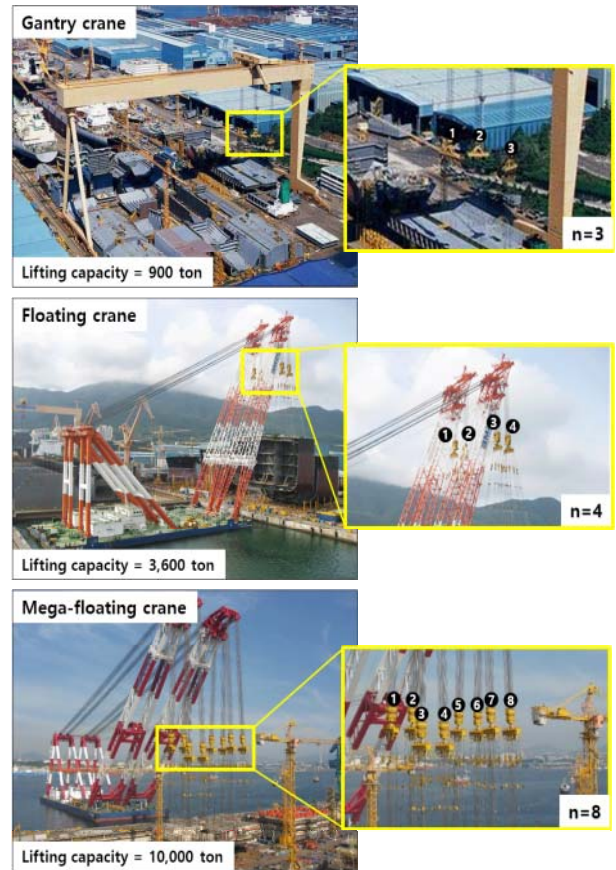 Gantry crane
1
2
3
n=3
Lifting capacity = 900 ton
Floating crane
1
2
3
4
n=4
Lifting capacity = 3,600 ton
Mega-floating crane
1
2
3
4
5
6
7
8
n=8
Lifting capacity = 10,000 ton